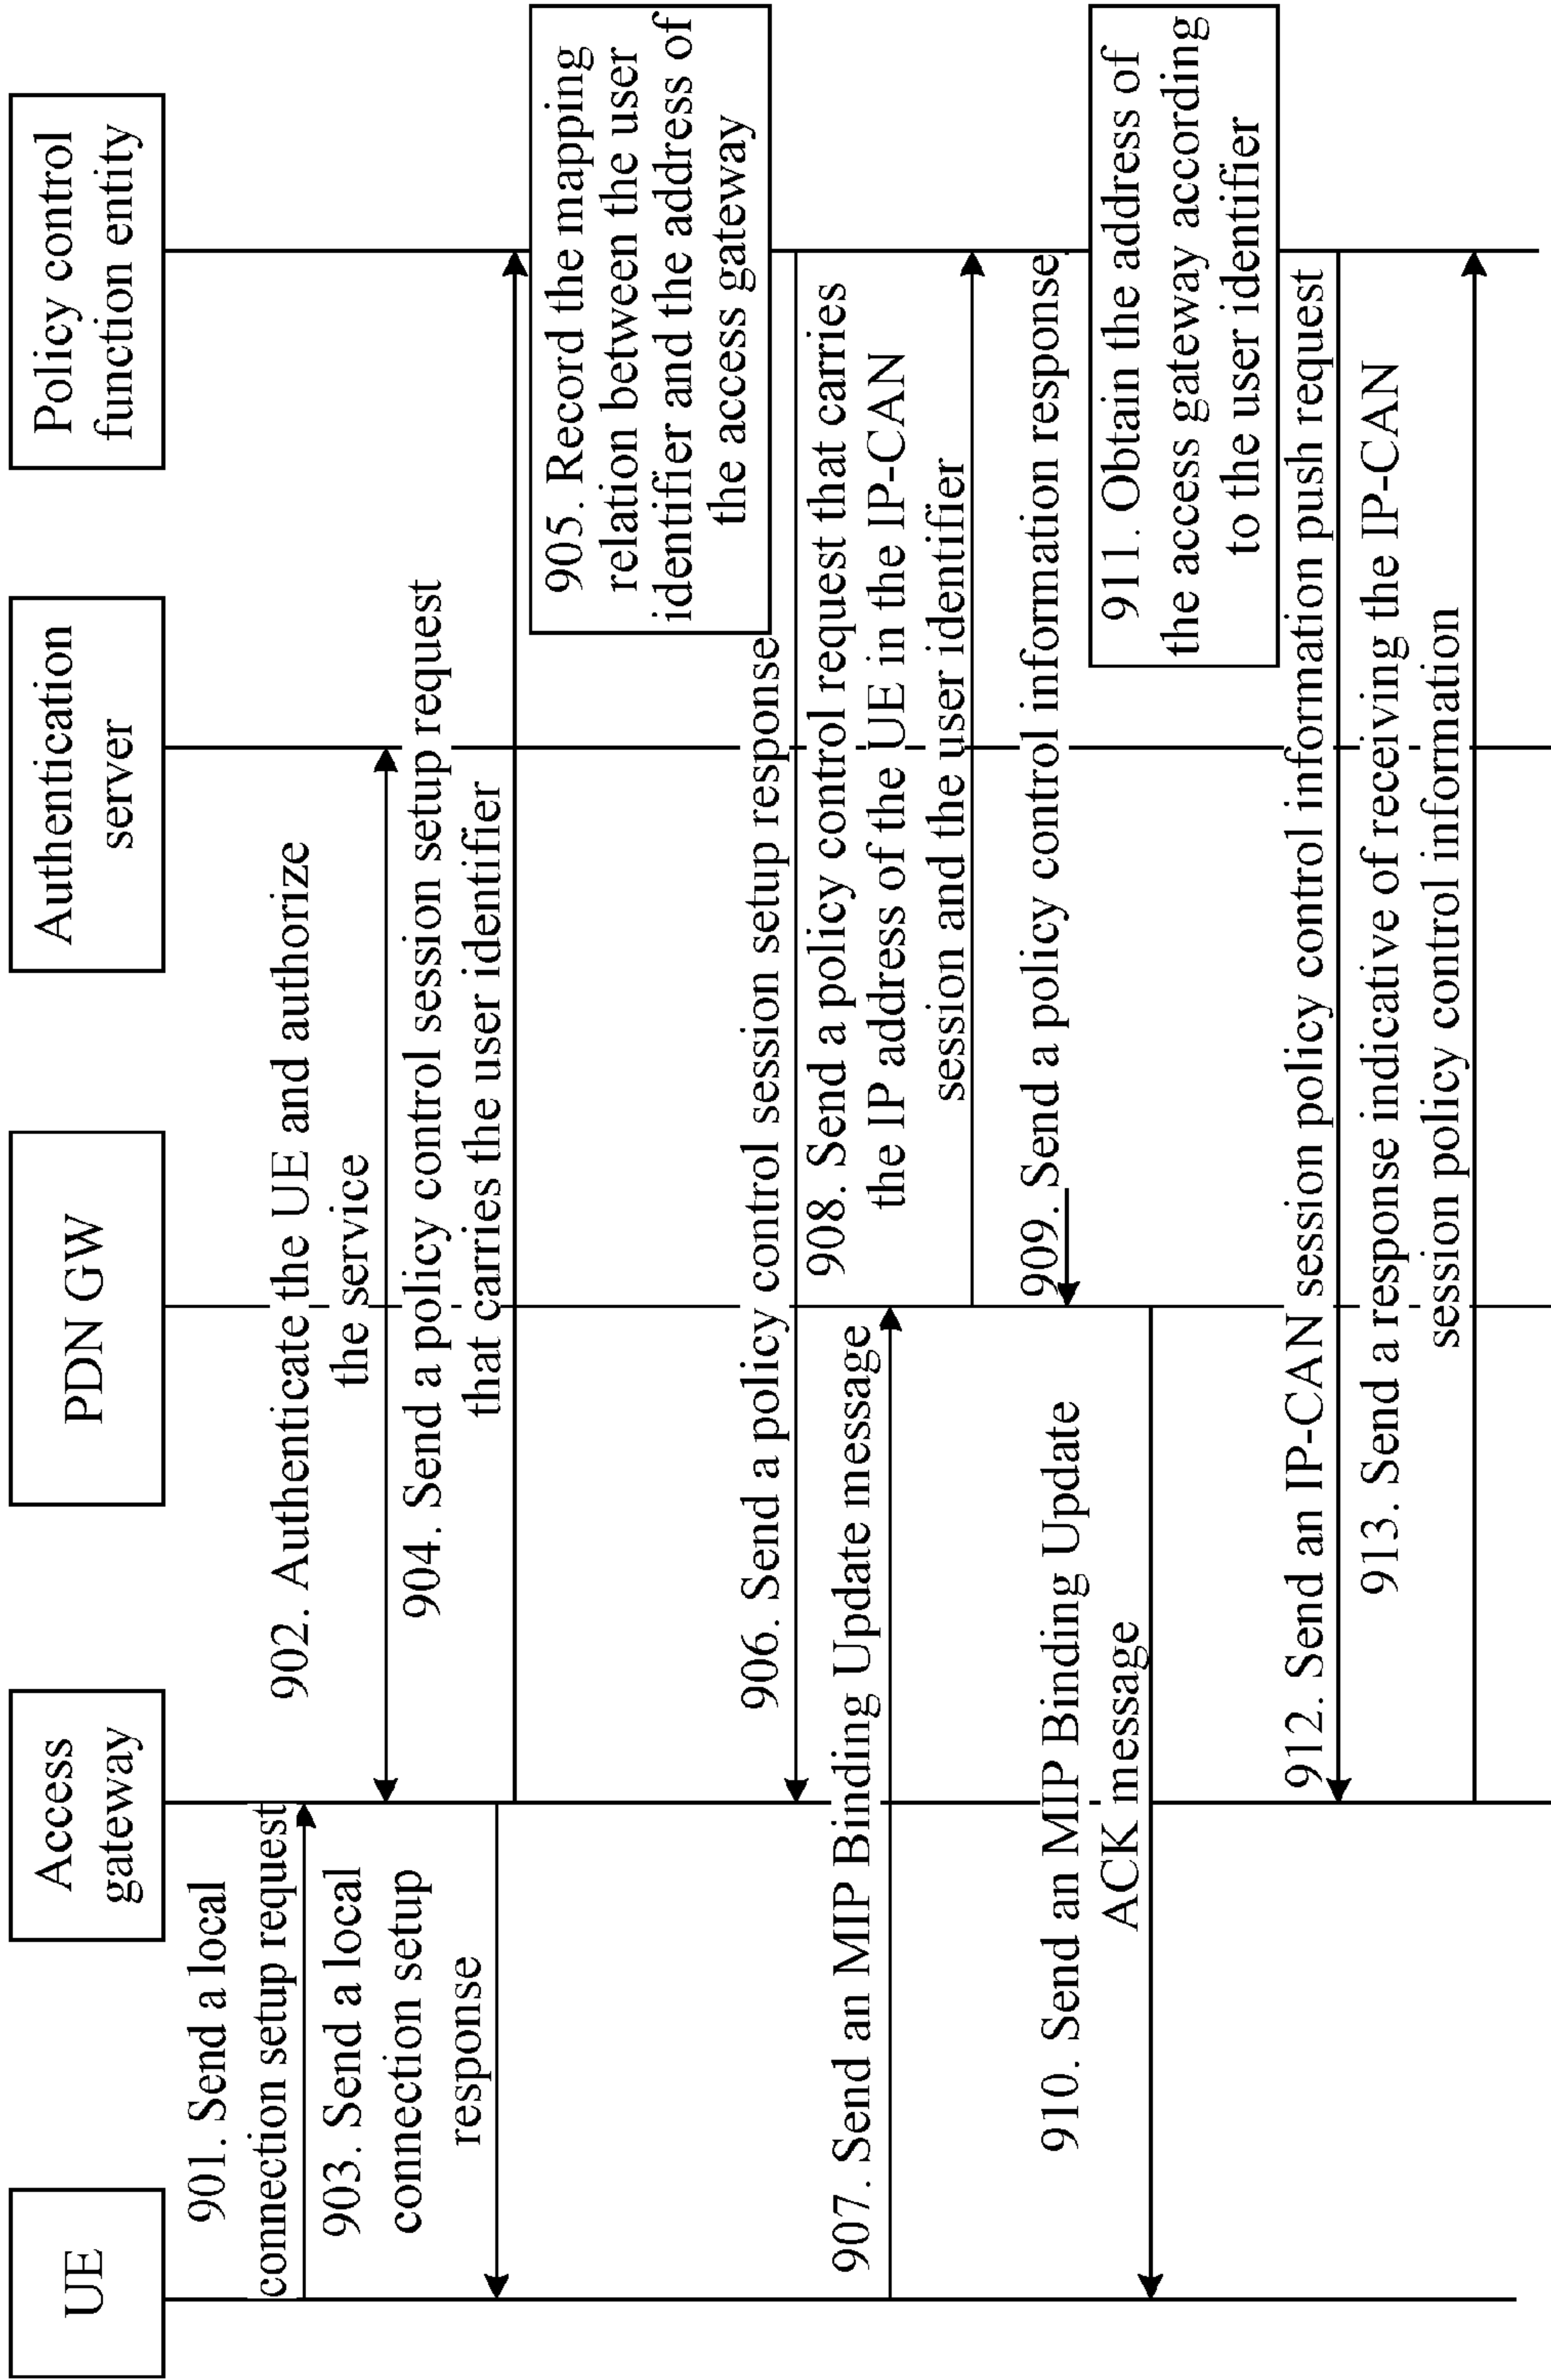 UE
Access
gateway
PDN GW
Authentication
server
Policy control
function entity
901. Send a local
connection setup request
902. Authenticate the UE and authorize
the service
903. Send a local
connection setup
response
904. Send a policy control session setup request
that carries the user identifier
905. Record the mapping
relation between the user
identifier and the address of
the access gateway
906. Send a policy control session setup response
907. Send an MIP Binding Update message
908. Send a policy control request that carries
the IP address of the UE in the IP-CAN
session and the user identifier
909. Send a policy control information response
910. Send an MIP Binding Update
ACK message
911. Obtain the address of
the access gateway according
to the user identifier
912. Send an IP-CAN session policy control information push request
913. Send a response indicative of receiving the IP-CAN
session policy control information